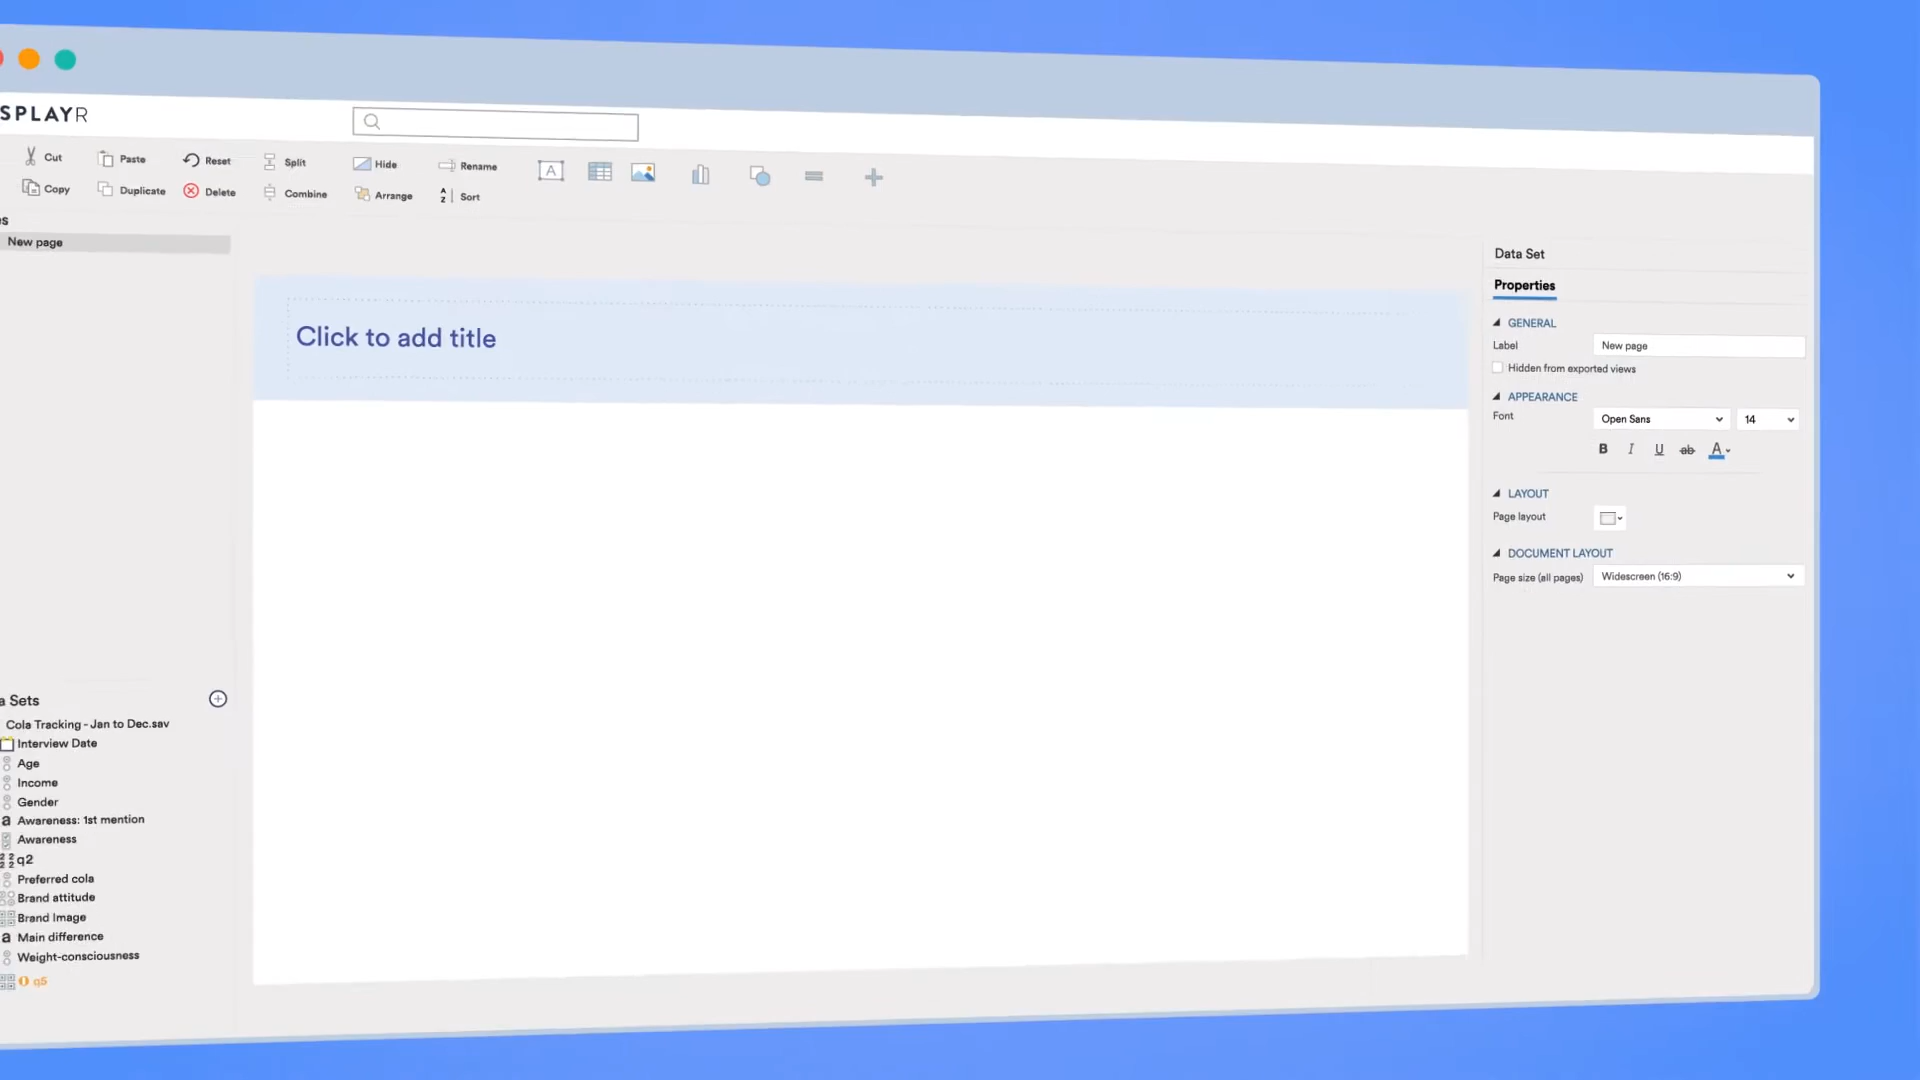 SPLAYR
Cut
Paste
Reset
Split
Hide
Rename
Copy
Duplicate
Delete
Combine
Arrange
Sort
New page
Click to add title
Data Set
Properties
GENERAL
Label
New page
Hidden from exported views
APPEARANCE
Font
Open Sans
14
B I U ab A
LAYOUT
Page layout
DOCUMENT LAYOUT
Page size (all pages)
Widescreen (16:9)
a Sets
Cola Tracking - Jan to Dec.sav
Interview Date
Age
Income
Gender
a Awareness: 1st mention
Awareness
q2
Preferred cola
Brand attitude
Brand Image
a Main difference
Weight-consciousness
q5